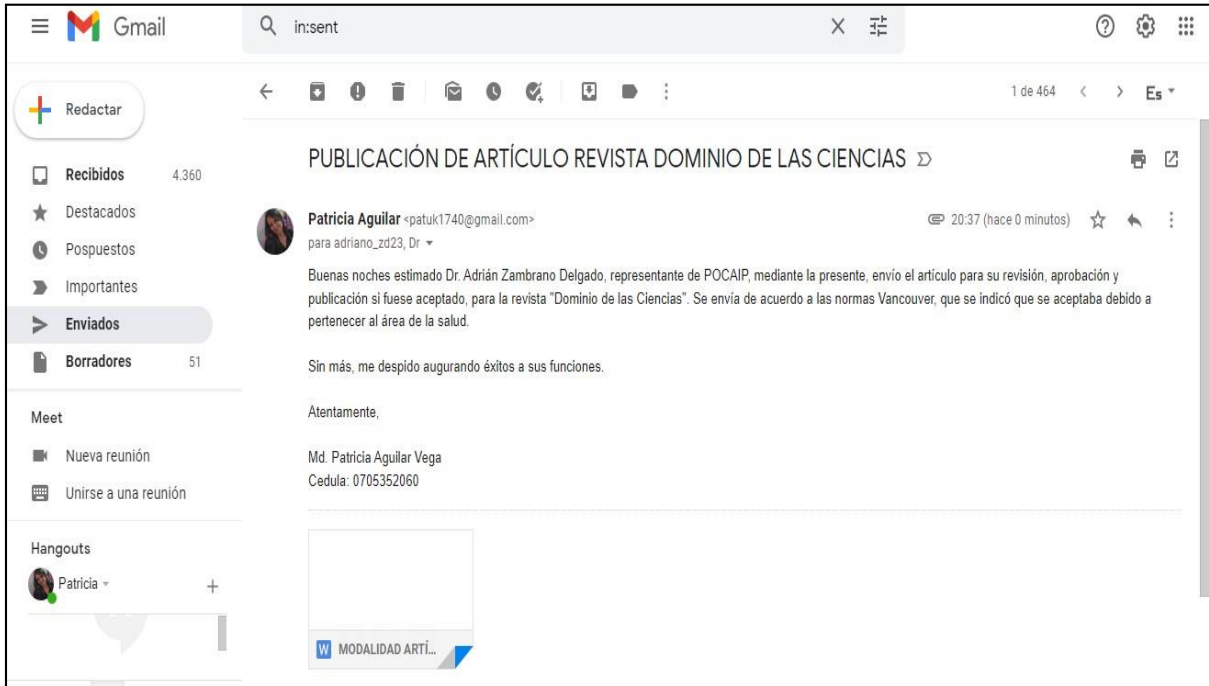 Gmail
in:sent
Redactar
1 de 464
Es
Recibidos 4.360
Destacados
Pospuestos
Importantes
Enviados
Borradores 51
Meet
Nueva reunión
Unirse a una reunión
Hangouts
Patricia
PUBLICACIÓN DE ARTÍCULO REVISTA DOMINIO DE LAS CIENCIAS
Patricia Aguilar <patuk1740@gmail.com>
20:37 (hace 0 minutos)
para adriano_zd23, Dr
Buenas noches estimado Dr. Adrián Zambrano Delgado, representante de POCAIP, mediante la presente, envío el artículo para su revisión, aprobación y
publicación si fuese aceptado, para la revista "Dominio de las Ciencias". Se envía de acuerdo a las normas Vancouver, que se indicó que se aceptaba debido a
pertenecer al área de la salud.
Sin más, me despido augurando éxitos a sus funciones.
Atentamente,
Md. Patricia Aguilar Vega
Cedula: 0705352060
W MODALIDAD ARTÍ...